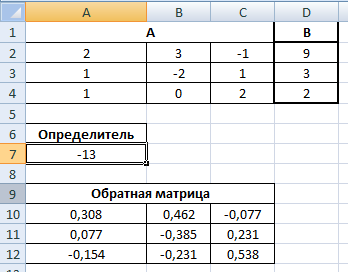 A B C D
1 A B
2 2 3 -1 9
3 1 -2 1 3
4 1 0 2 2
5
6 Определитель
7 -13
8
9 Обратная матрица
10 0,308 0,462 -0,077
11 0,077 -0,385 0,231
12 -0,154 -0,231 0,538